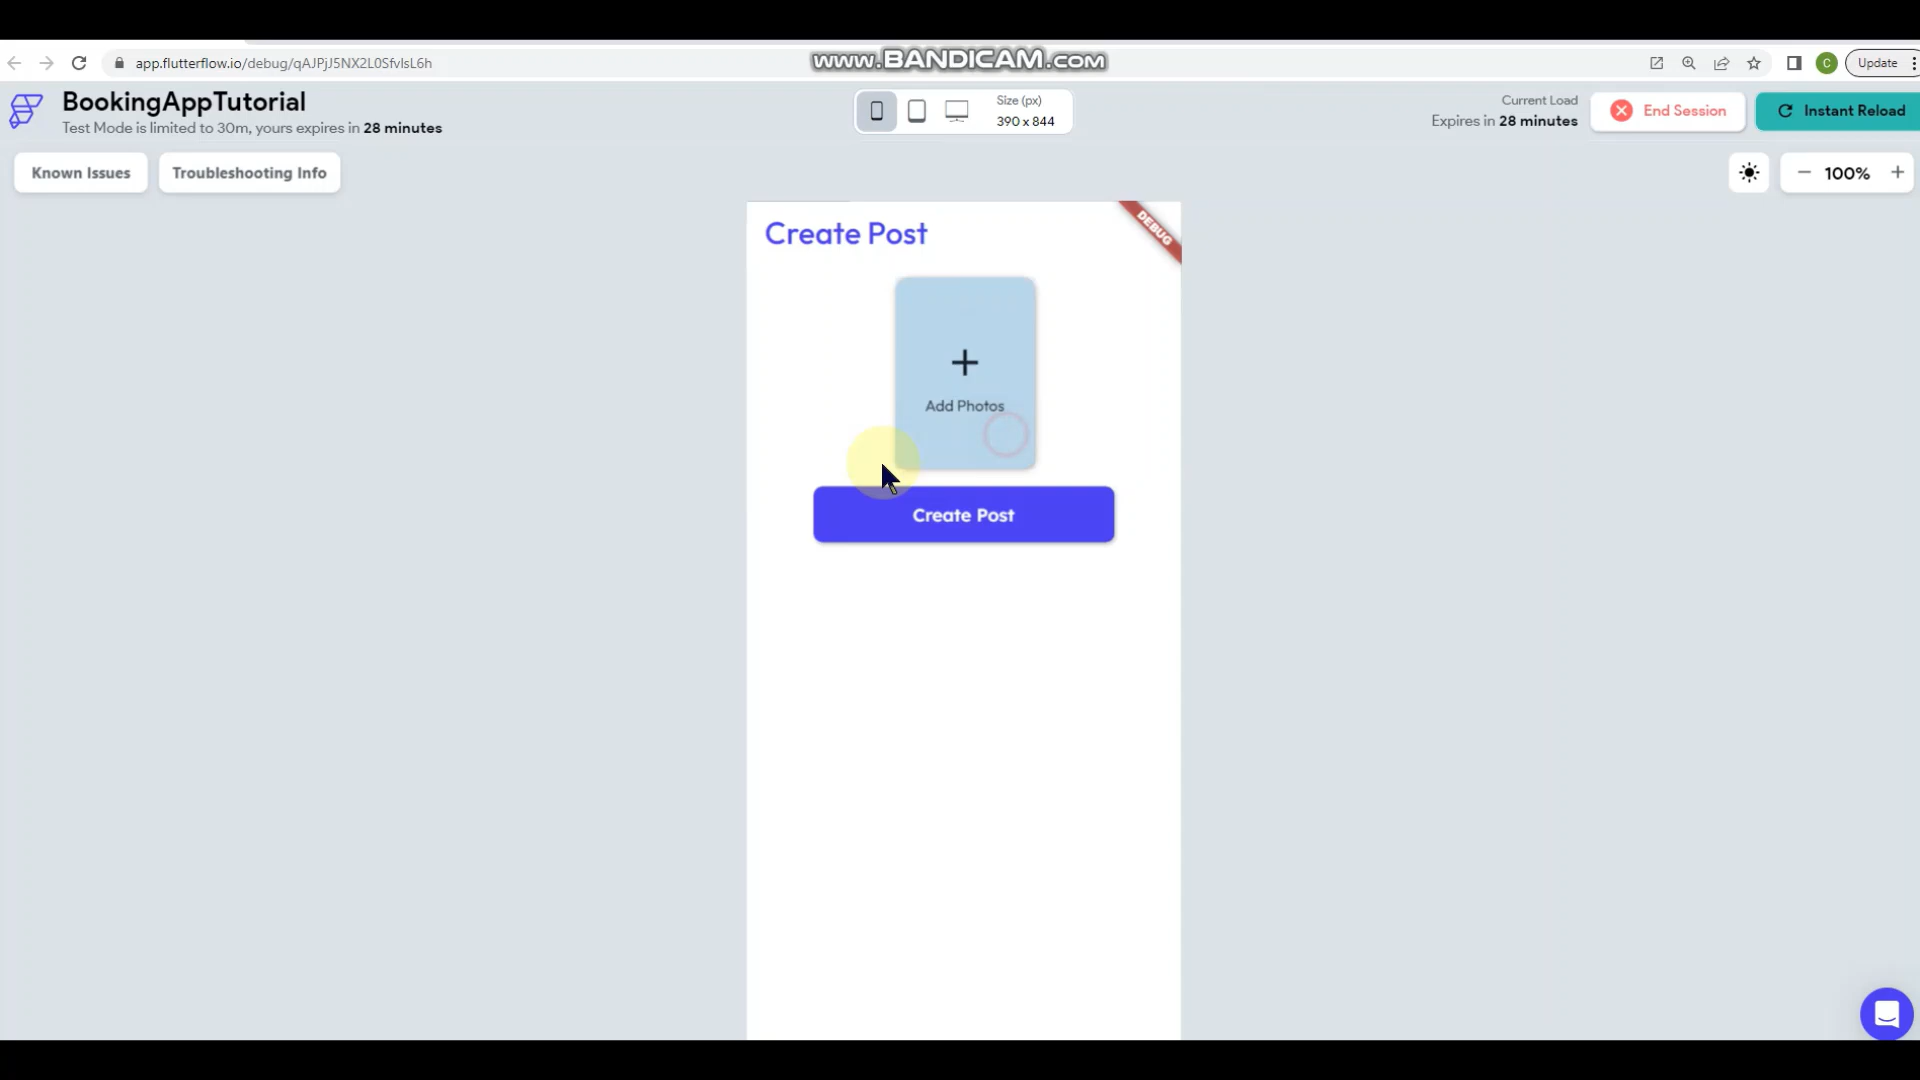 app.flutterflow.io/debug/qAJPjJ5NX2L0SfvlsL6h
www.BANDICAM.com
C
Update
BookingAppTutorial
Test Mode is limited to 30m, yours expires in 28 minutes
Size (px)
390 x 844
Current Load
Expires in 28 minutes
End Session
Instant Reload
Known Issues
Troubleshooting Info
100%
Create Post
DEBUG
Add Photos
Create Post